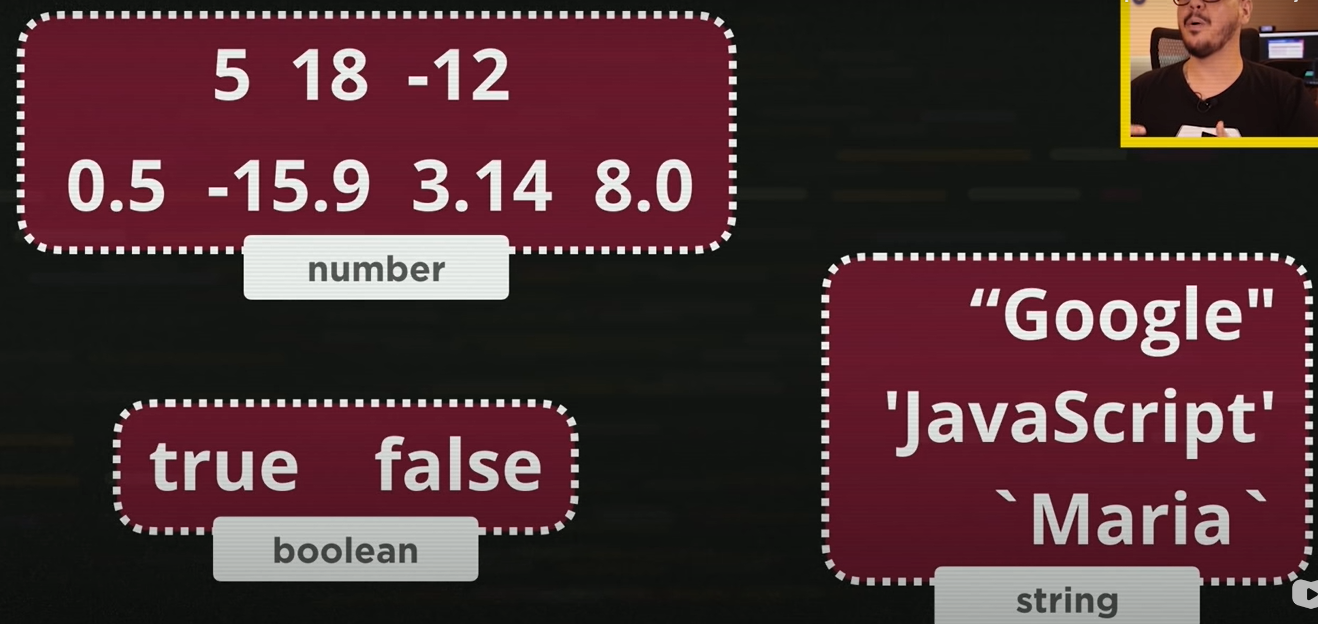 5 18 -12
0.5 -15.9 3.14 8.0
number
true false
boolean
“Google"
'JavaScript'
`Maria`
string